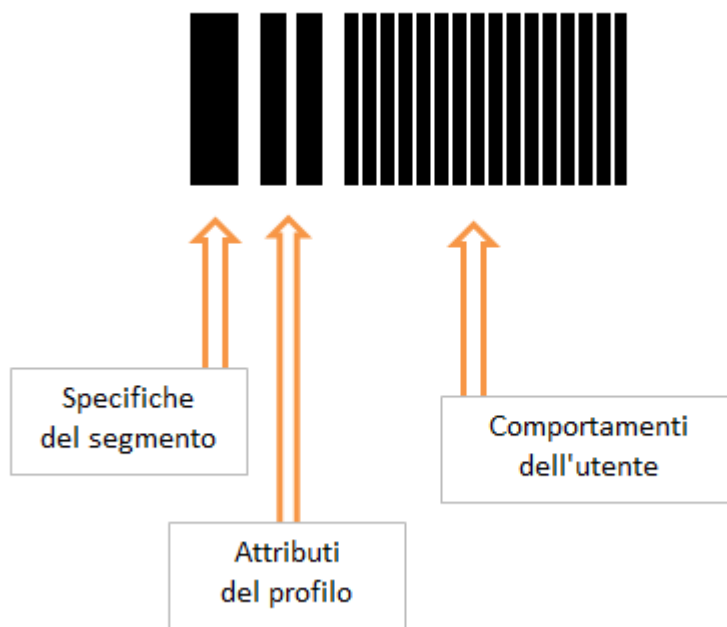 Specifiche
del segmento
Comportamenti
dell'utente
Attributi
del profilo